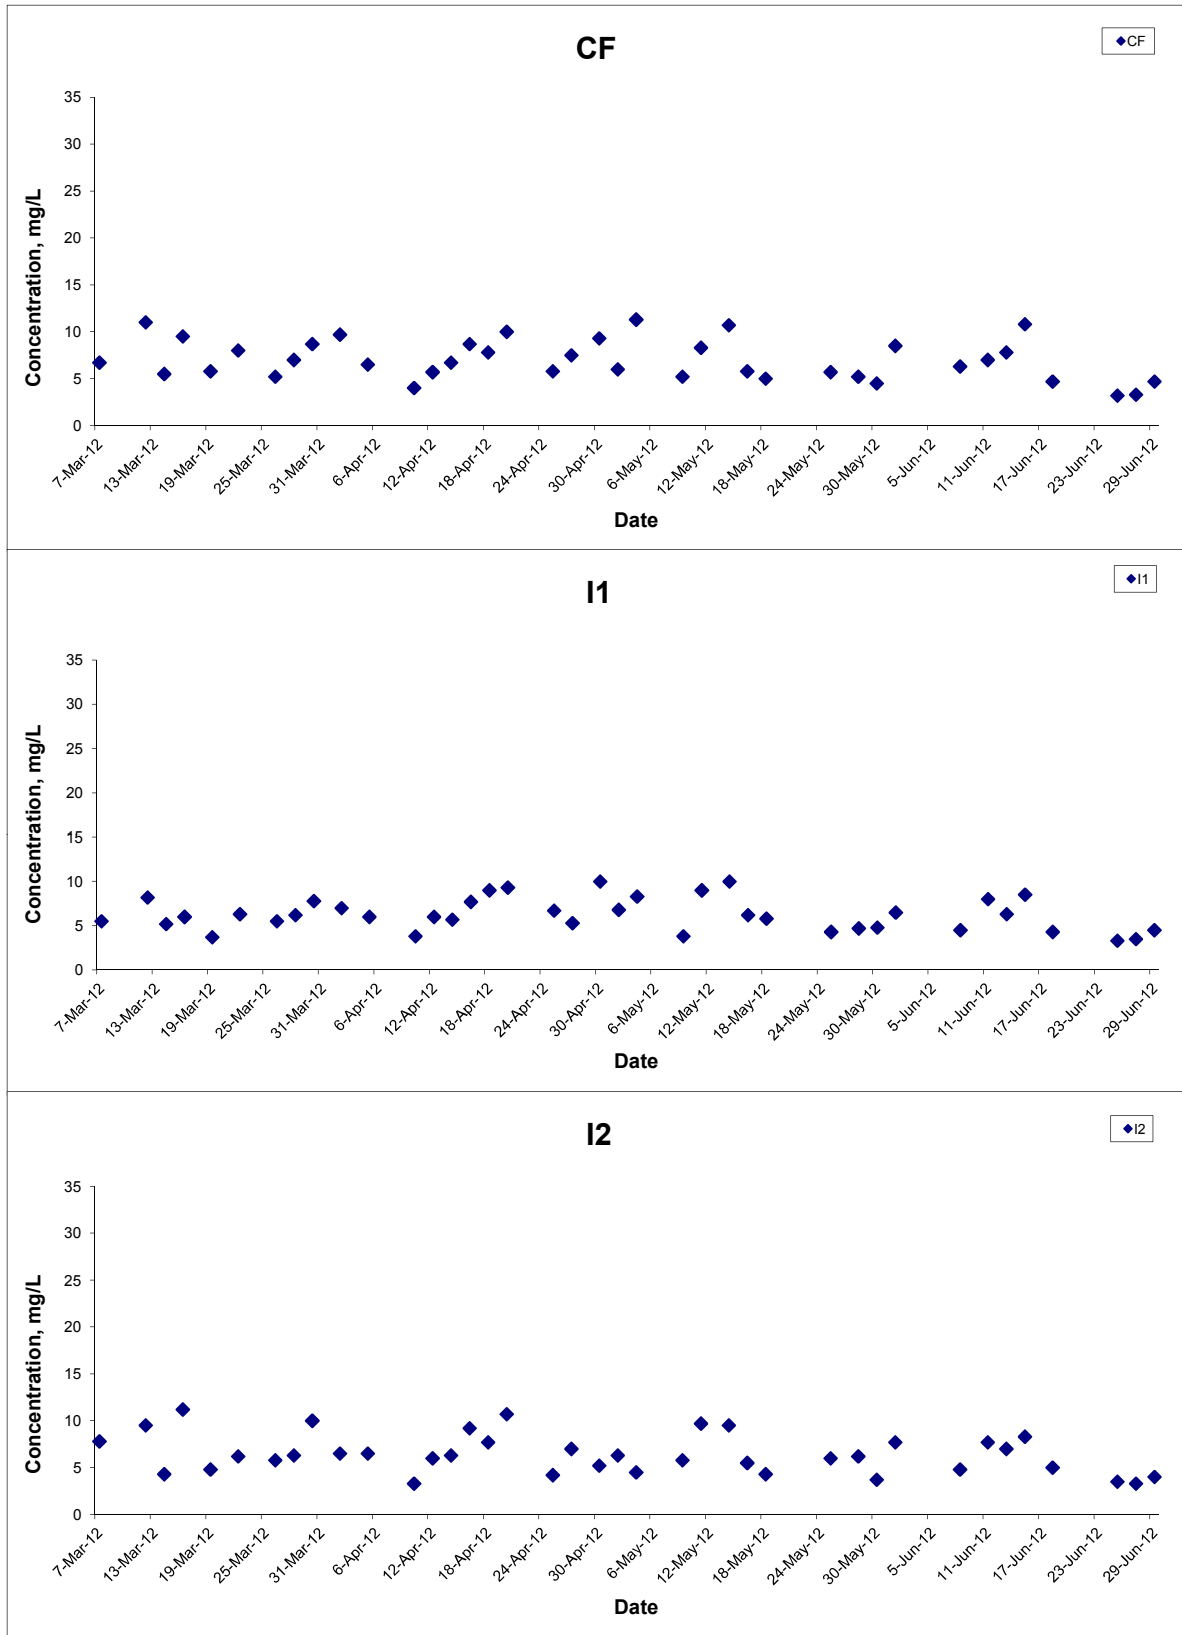 CF
CF
35
30
25
20
15
10
5
0
Concentration, mg/L
7-Mar-12
13-Mar-12
19-Mar-12
25-Mar-12
31-Mar-12
6-Apr-12
12-Apr-12
18-Apr-12
24-Apr-12
30-Apr-12
6-May-12
12-May-12
18-May-12
24-May-12
30-May-12
5-Jun-12
11-Jun-12
17-Jun-12
23-Jun-12
29-Jun-12
Date
I1
I1
35
30
25
20
15
10
5
0
Concentration, mg/L
7-Mar-12
13-Mar-12
19-Mar-12
25-Mar-12
31-Mar-12
6-Apr-12
12-Apr-12
18-Apr-12
24-Apr-12
30-Apr-12
6-May-12
12-May-12
18-May-12
24-May-12
30-May-12
5-Jun-12
11-Jun-12
17-Jun-12
23-Jun-12
29-Jun-12
Date
I2
I2
35
30
25
20
15
10
5
0
Concentration, mg/L
7-Mar-12
13-Mar-12
19-Mar-12
25-Mar-12
31-Mar-12
6-Apr-12
12-Apr-12
18-Apr-12
24-Apr-12
30-Apr-12
6-May-12
12-May-12
18-May-12
24-May-12
30-May-12
5-Jun-12
11-Jun-12
17-Jun-12
23-Jun-12
29-Jun-12
Date